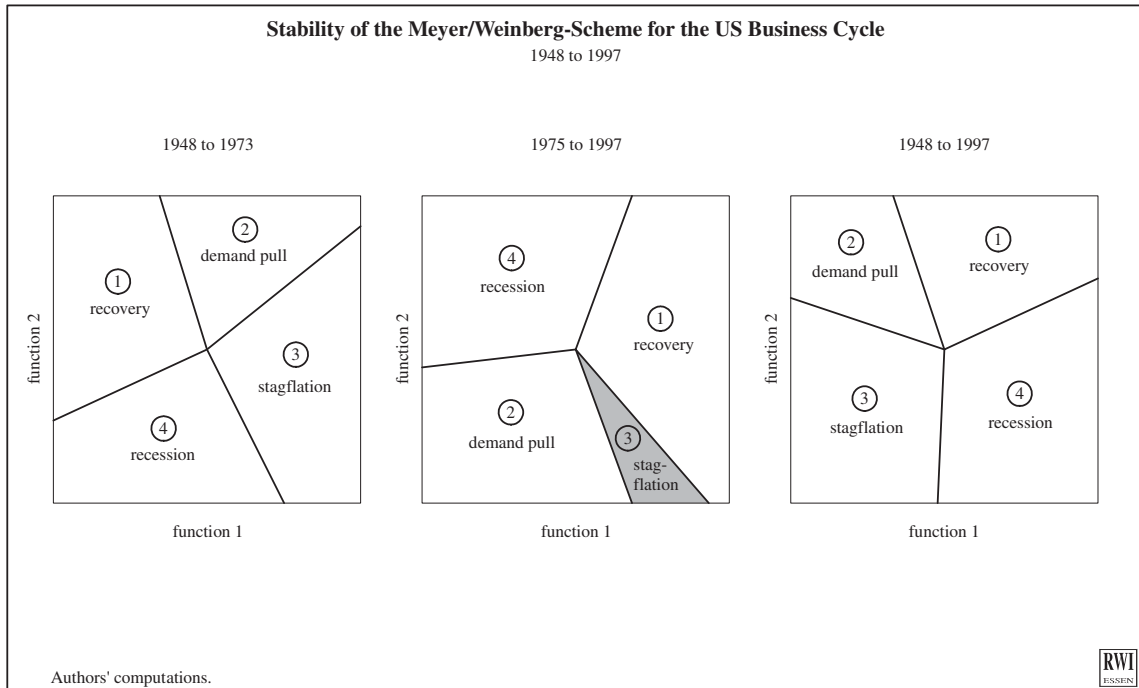 Stability of the Meyer/Weinberg-Scheme for the US Business Cycle
1948 to 1997
1948 to 1973
function 2
1
recovery
2
demand pull
3
stagflation
4
recession
function 1
1975 to 1997
function 2
4
recession
1
recovery
2
demand pull
3
stag-
flation
function 1
1948 to 1997
function 2
2
demand pull
1
recovery
3
stagflation
4
recession
function 1
Authors' computations.
RWI
ESSEN